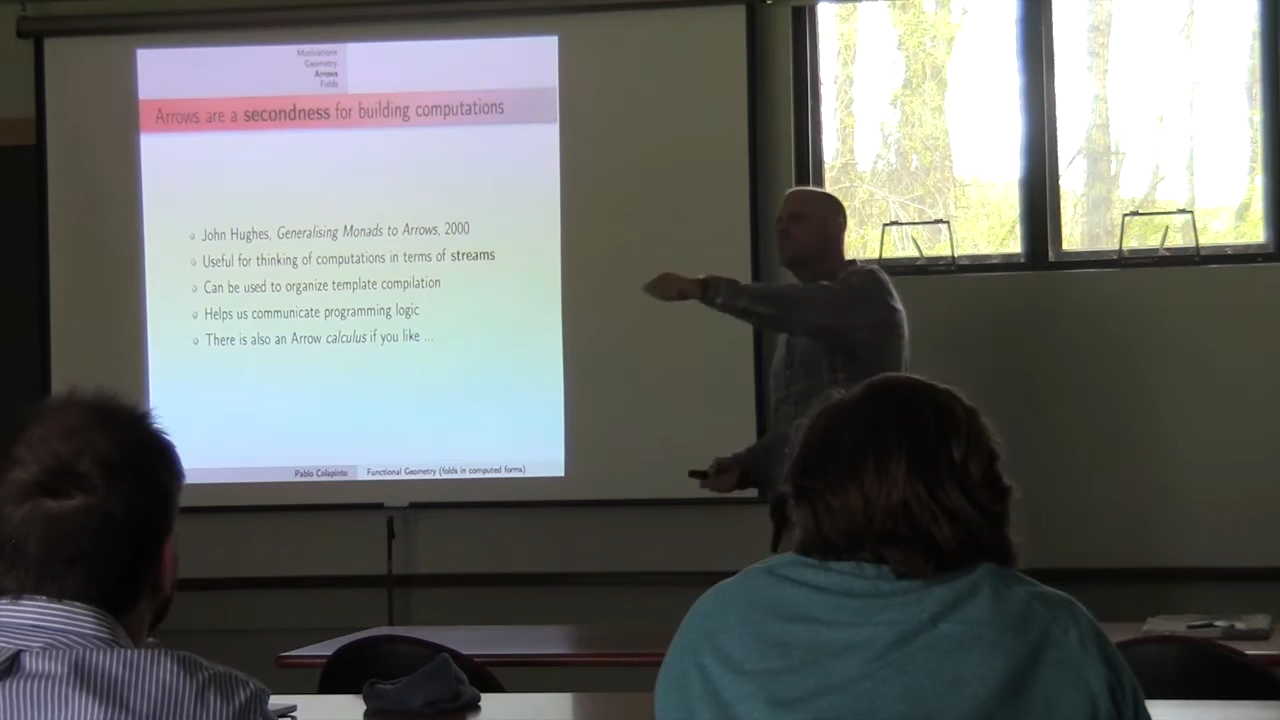 Motivations
Geometry
Arrows
Folds
Arrows are a secondness for building computations
John Hughes, Generalising Monads to Arrows, 2000
Useful for thinking of computations in terms of streams
Can be used to organize template compilation
Helps us communicate programming logic
There is also an Arrow calculus if you like ...
Pablo Colapinto Functional Geometry (folds in computed forms)